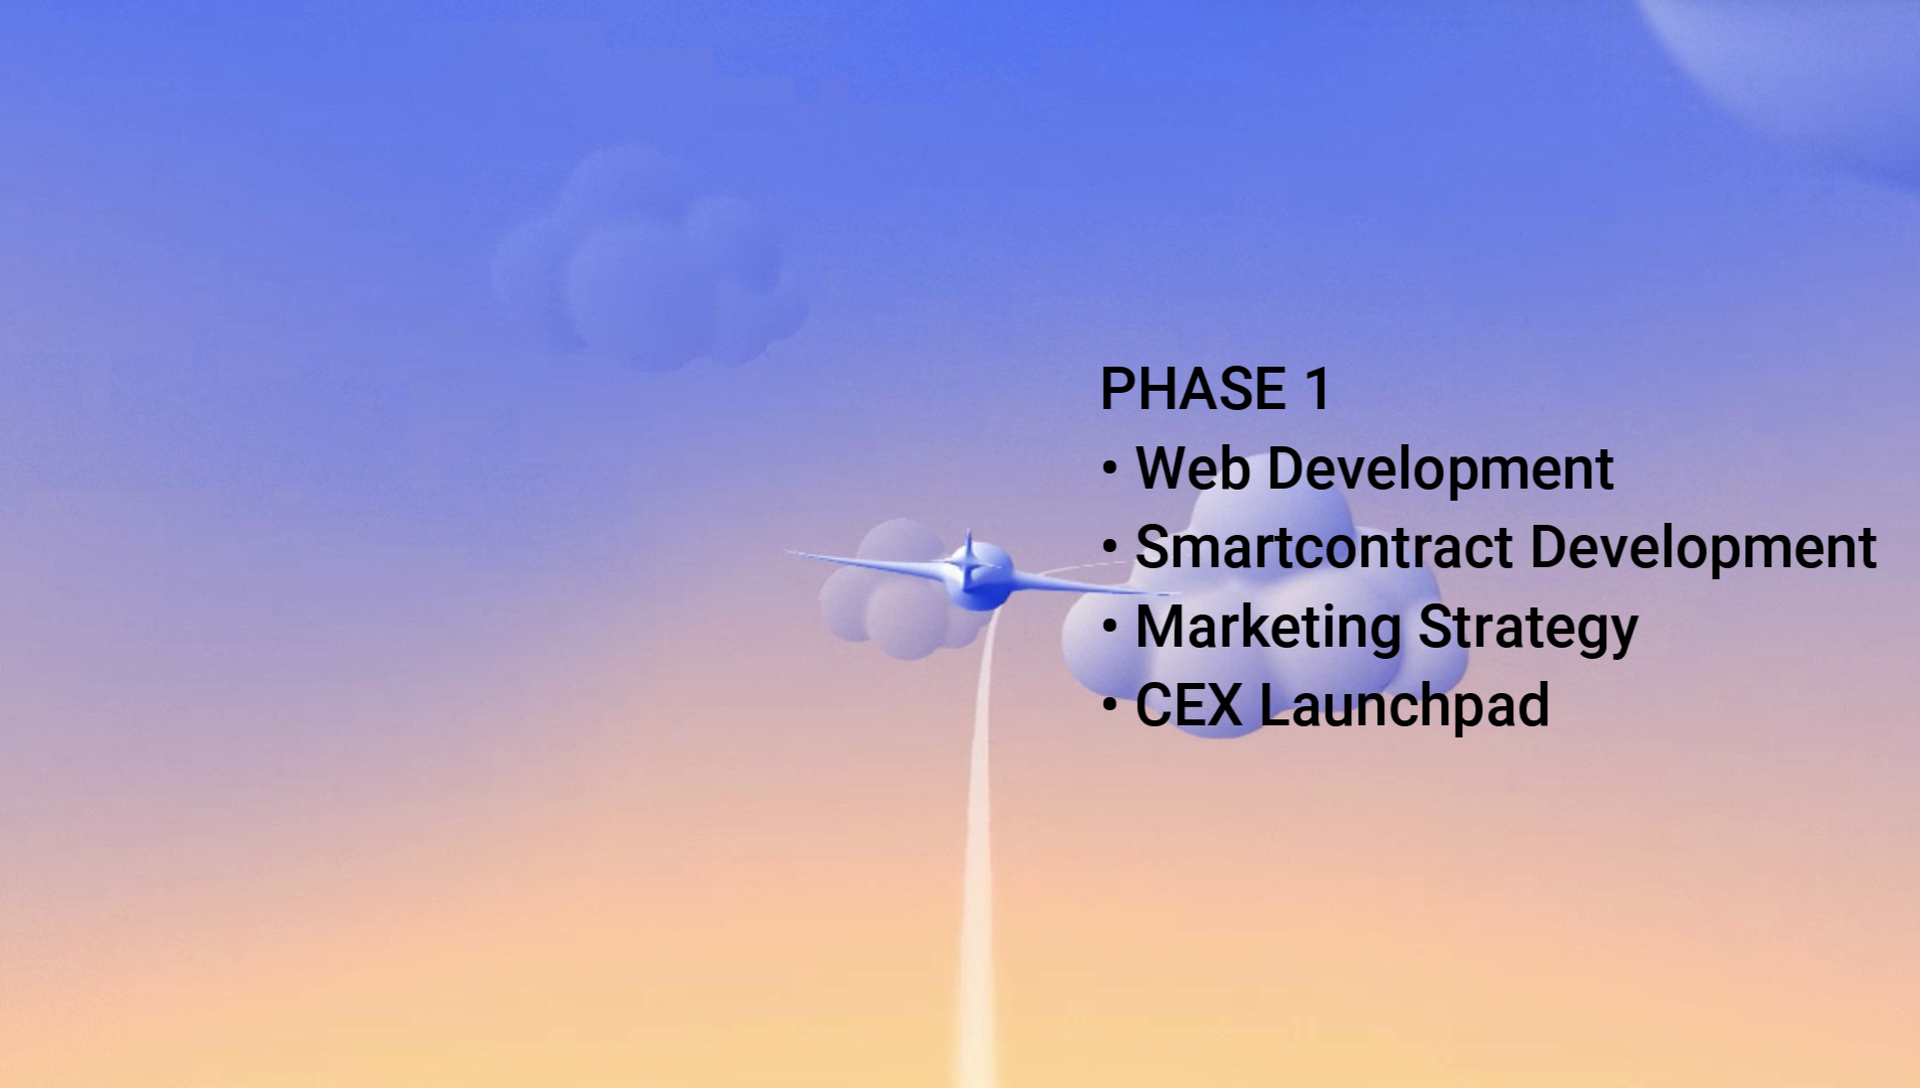 PHASE 1
• Web Development
• Smartcontract Development
• Marketing Strategy
• CEX Launchpad